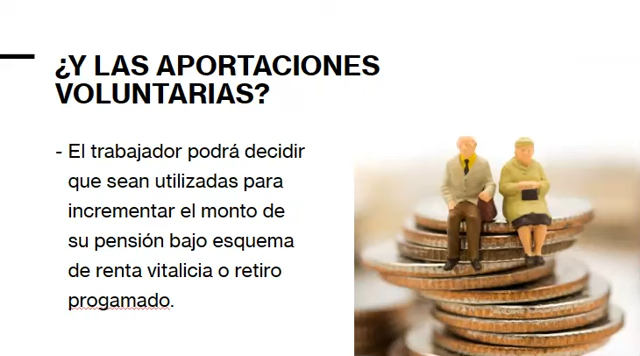 ¿Y LAS APORTACIONES
VOLUNTARIAS?
- El trabajador podrá decidir
que sean utilizadas para
incrementar el monto de
su pensión bajo esquema
de renta vitalicia o retiro
progamado.